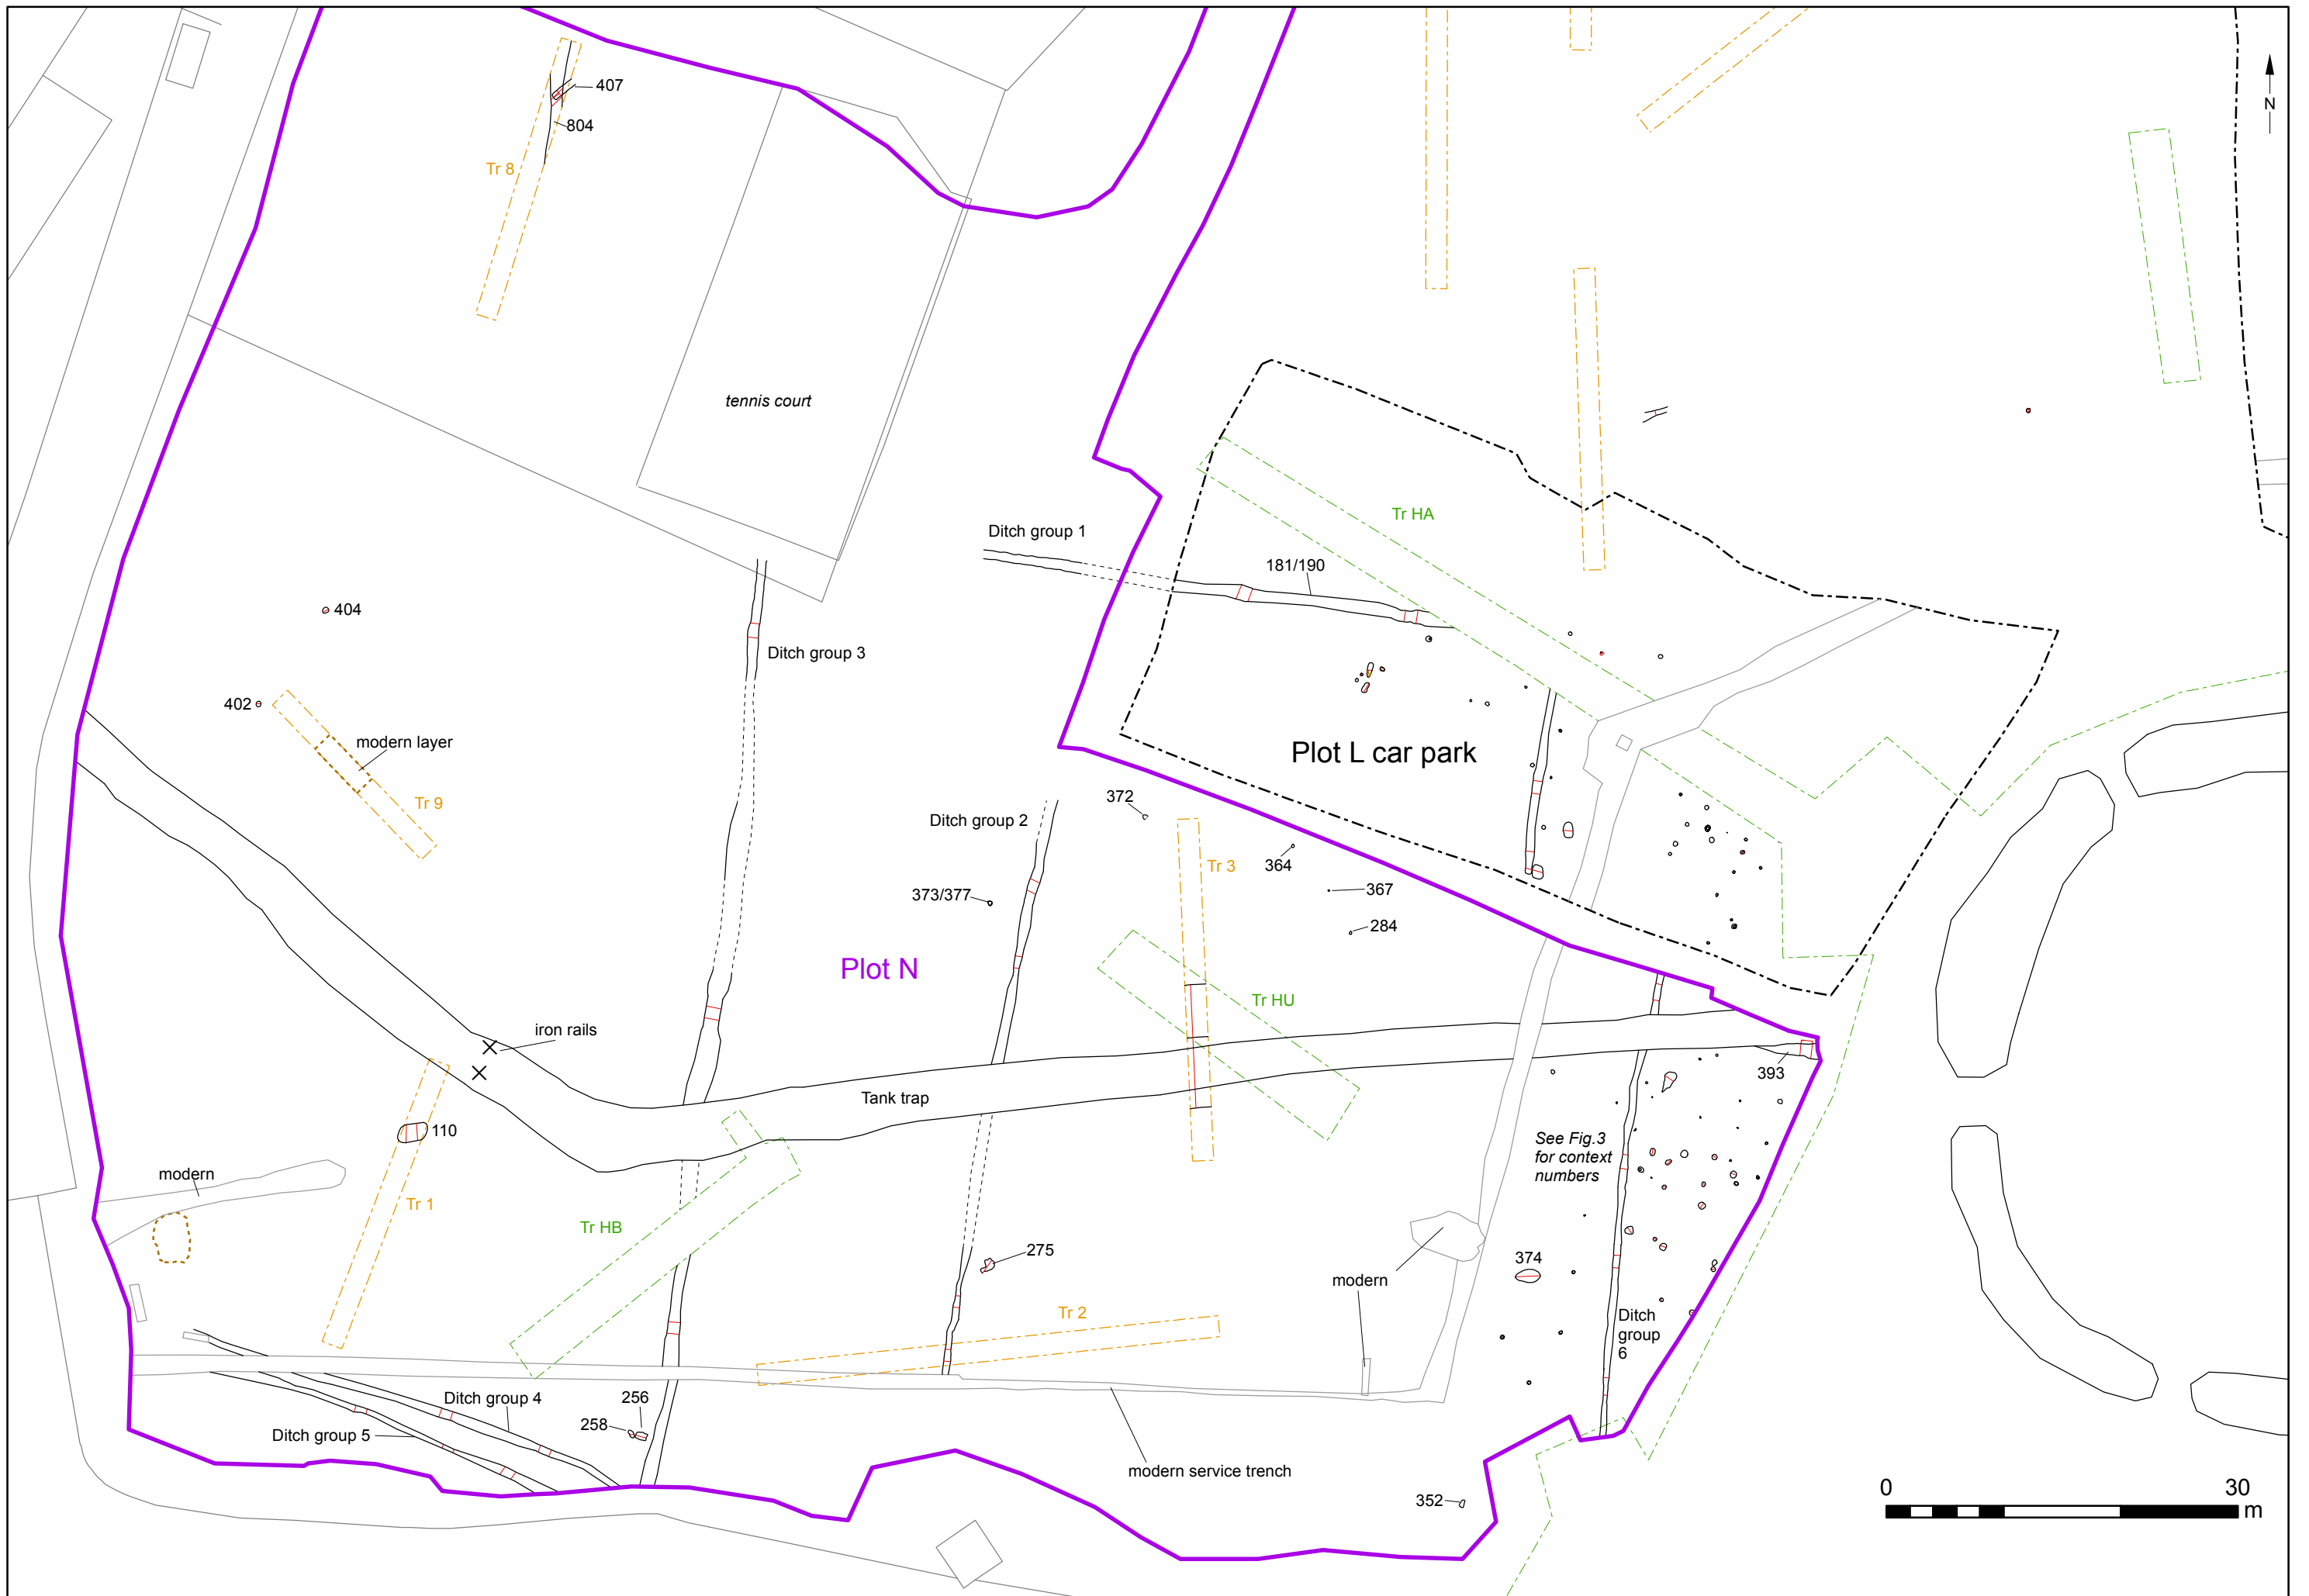 N
407
804
Tr 8
tennis court
Tr HA
Ditch group 1
181/190
404
Ditch group 3
402
modern layer
Tr 9
Plot L car park
372
Ditch group 2
364
Tr 3
367
373/377
284
Plot N
Tr HU
iron rails
393
Tank trap
110
See Fig.3
for context
numbers
modern
Tr 1
Tr HB
275
374
modern
Tr 2
Ditch
group
6
Ditch group 4
256
258
Ditch group 5
modern service trench
352
0
30
m